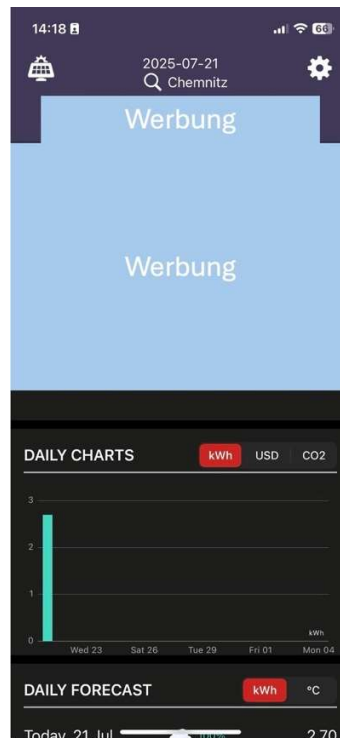 14:18
66
2025-07-21
Chemnitz
Werbung
Werbung
DAILY CHARTS
kWh USD CO2
3
2
1
0
kWh
Wed 23 Sat 26 Tue 29 Fri 01 Mon 04
DAILY FORECAST
kWh °C
Today, 21 Jul 100% 2.70